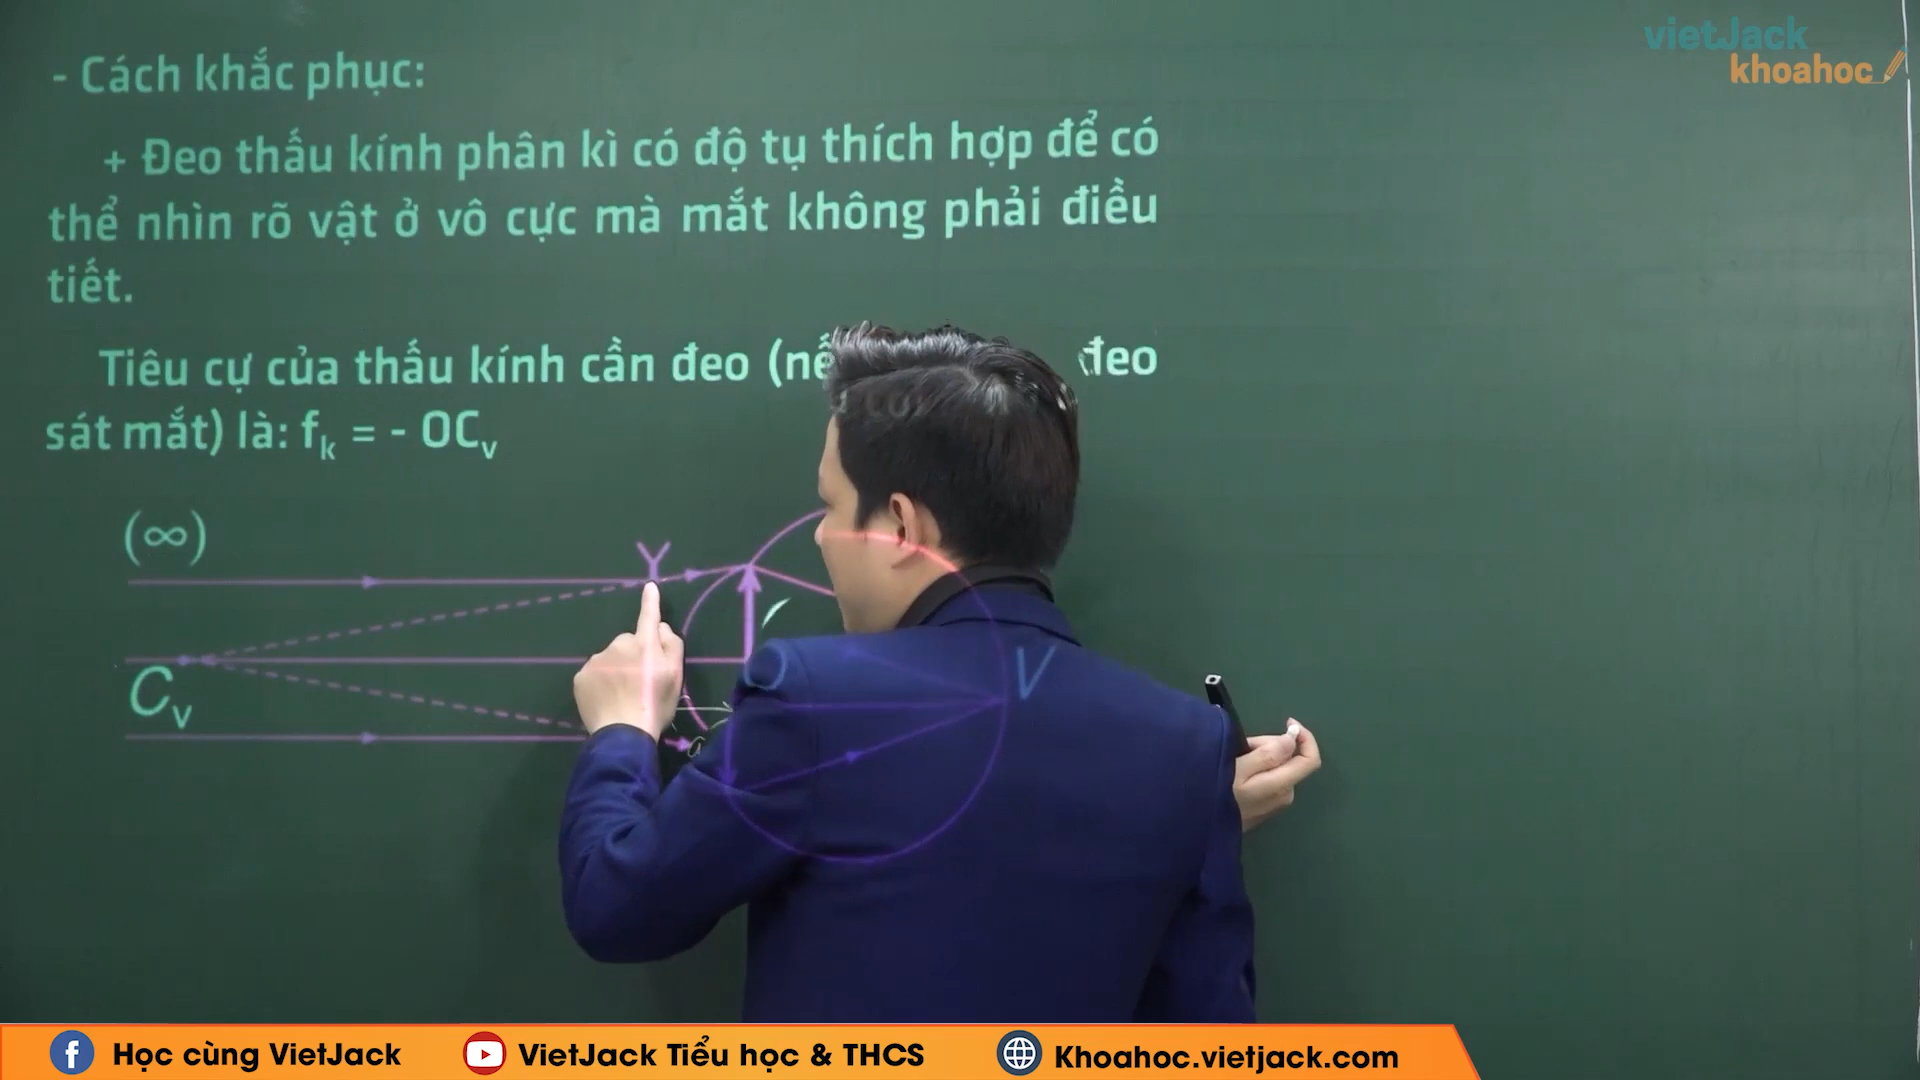 vietJack
khoahoc
- Cách khắc phục:
+ Đeo thấu kính phân kì có độ tụ thích hợp để có
thể nhìn rõ vật ở vô cực mà mắt không phải điều
tiết.
Tiêu cự của thấu kính cần đeo (nế đeo
sát mắt) là: fk = - OCv
(∞)
Cv
O
V
Học cùng VietJack
VietJack Tiểu học & THCS
Khoahoc.vietjack.com